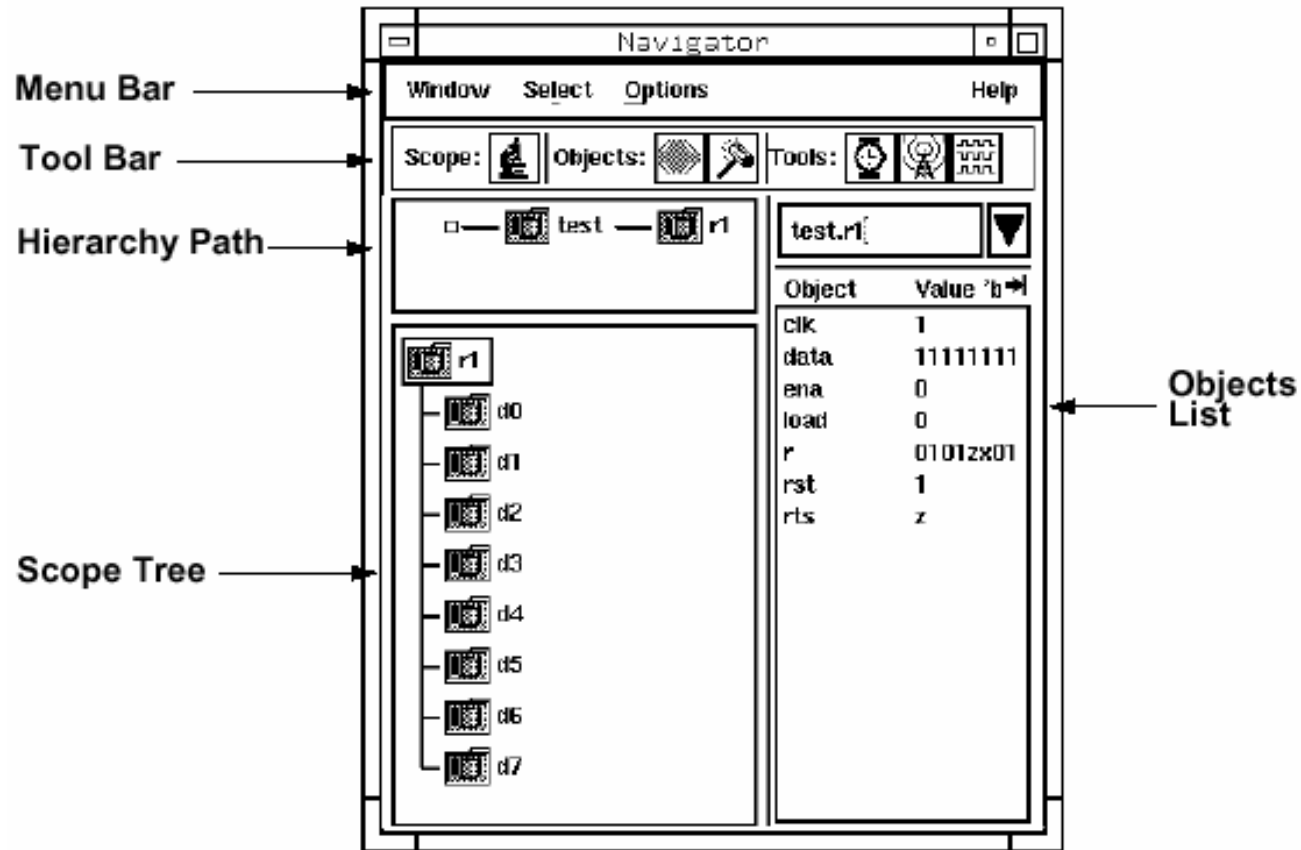 Navigator
Menu Bar
Window Select Options Help
Tool Bar
Scope: Objects: Tools:
Hierarchy Path
test r1
test.r1
Object Value 'b
clk 1
data 11111111
ena 0
load 0
r 0101zx01
rst 1
rts z
Objects
List
Scope Tree
r1
d0
d1
d2
d3
d4
d5
d6
d7